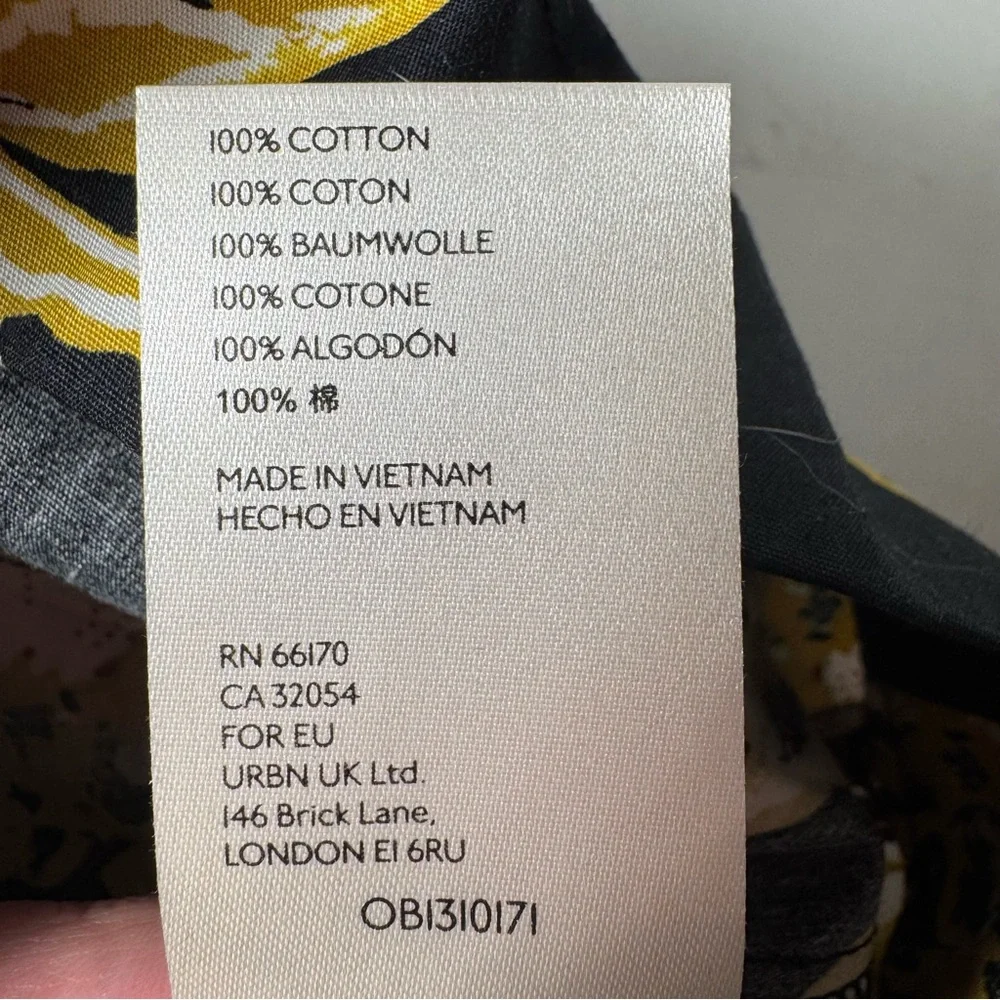 100% COTTON
100% COTON
100% BAUMWOLLE
100% COTONE
100% ALGODÓN
100% 棉
MADE IN VIETNAM
HECHO EN VIETNAM
RN 66170
CA 32054
FOR EU
URBN UK Ltd.
146 Brick Lane,
LONDON E1 6RU
OB1310171